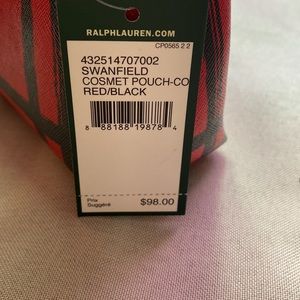 RALPHLAUREN.COM
CP0565 2 2
432514707002
SWANFIELD
COSMET POUCH-CO
RED/BLACK
8 88188 19878 4
Prix
Suggéré
$98.00